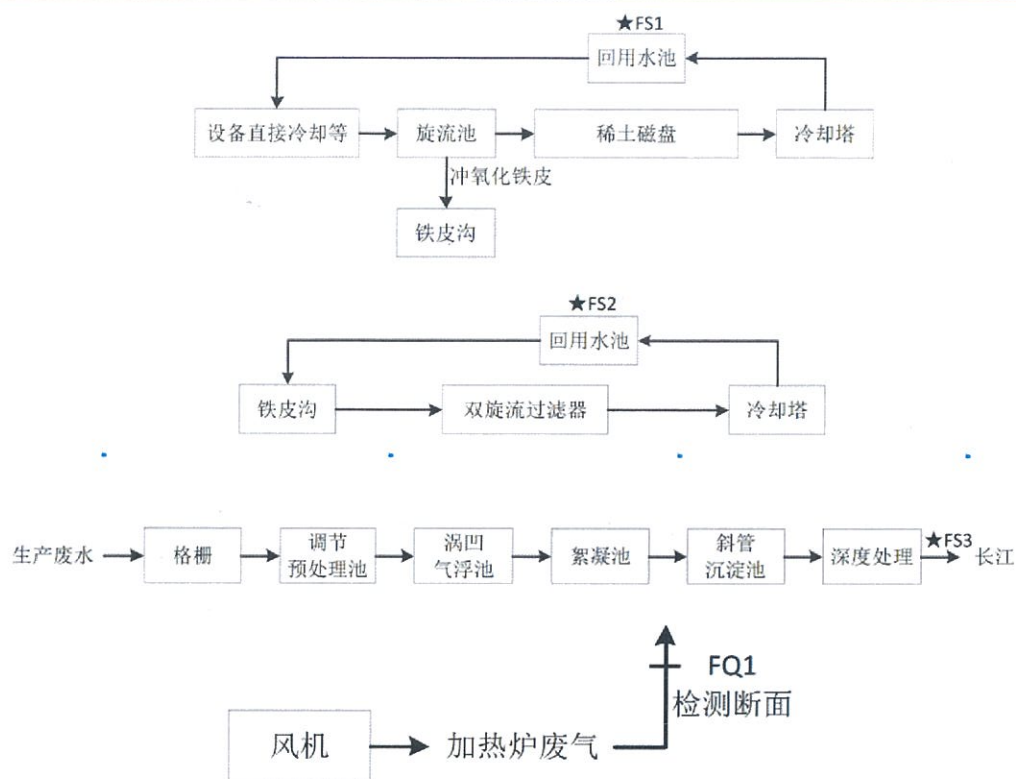 ★FS1
回用水池
设备直接冷却等
旋流池
稀土磁盘
冷却塔
冲氧化铁皮
铁皮沟
★FS2
回用水池
铁皮沟
双旋流过滤器
冷却塔
生产废水
格栅
调节
预处理池
涡凹
气浮池
絮凝池
斜管
沉淀池
深度处理
★FS3
长江
FQ1
检测断面
风机
加热炉废气